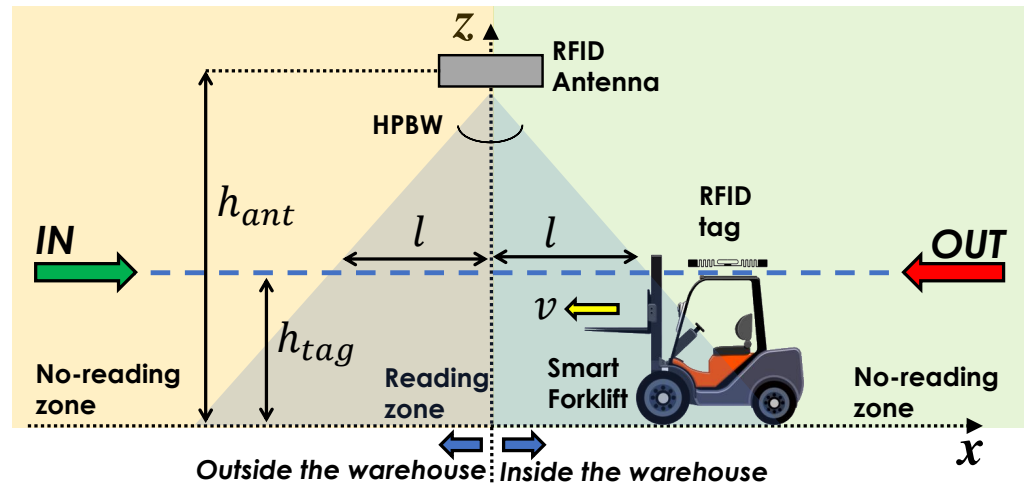 z
RFID
Antenna
HPBW
h_ant
RFID
tag
IN
l
l
OUT
v
h_tag
No-reading
zone
Reading
zone
Smart
Forklift
No-reading
zone
x
Outside the warehouse
Inside the warehouse